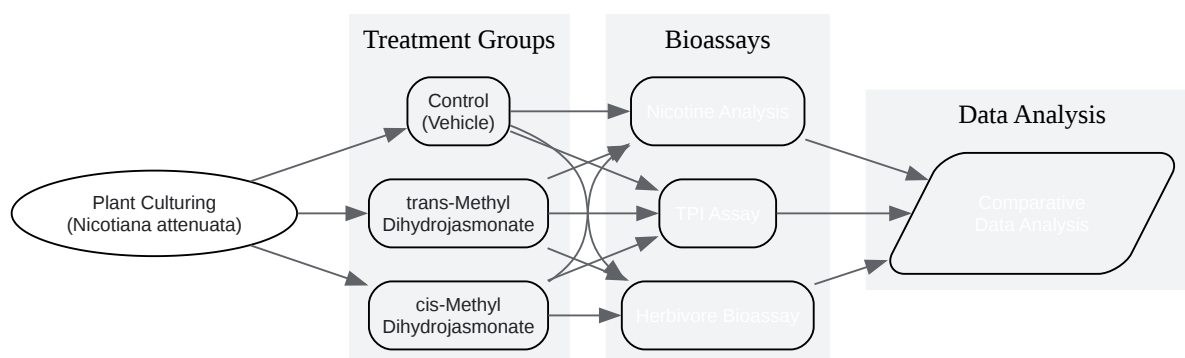 Treatment Groups
Bioassays
Data Analysis
Control
(Vehicle)
Nicotine Analysis
Plant Culturing
(Nicotiana attenuata)
trans-Methyl
Dihydrojasmonate
TPI Assay
Comparative
Data Analysis
cis-Methyl
Dihydrojasmonate
Herbivore Bioassay